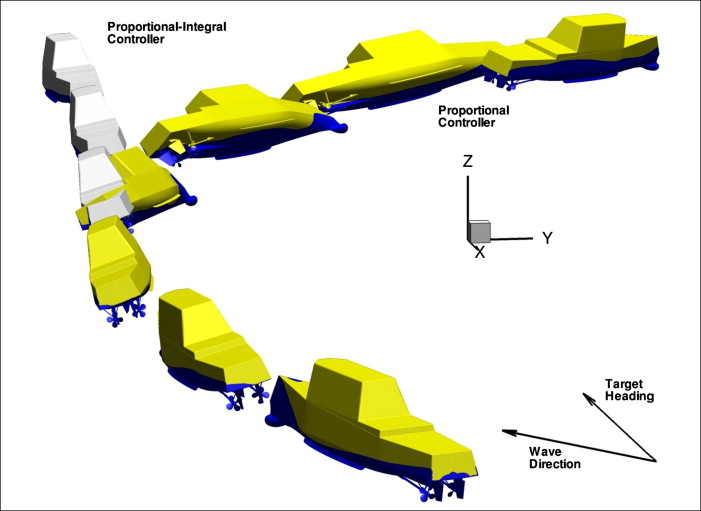 Proportional-Integral
Controller
Proportional
Controller
Z
Y
X
Target
Heading
Wave
Direction